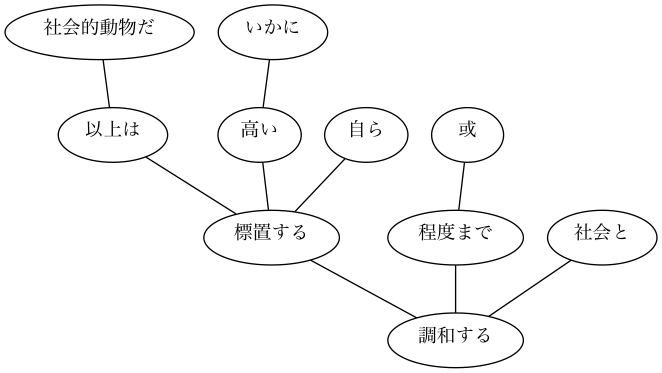 社会的動物だ
いかに
以上は
高い
自ら
或
標置する
程度まで
社会と
調和する